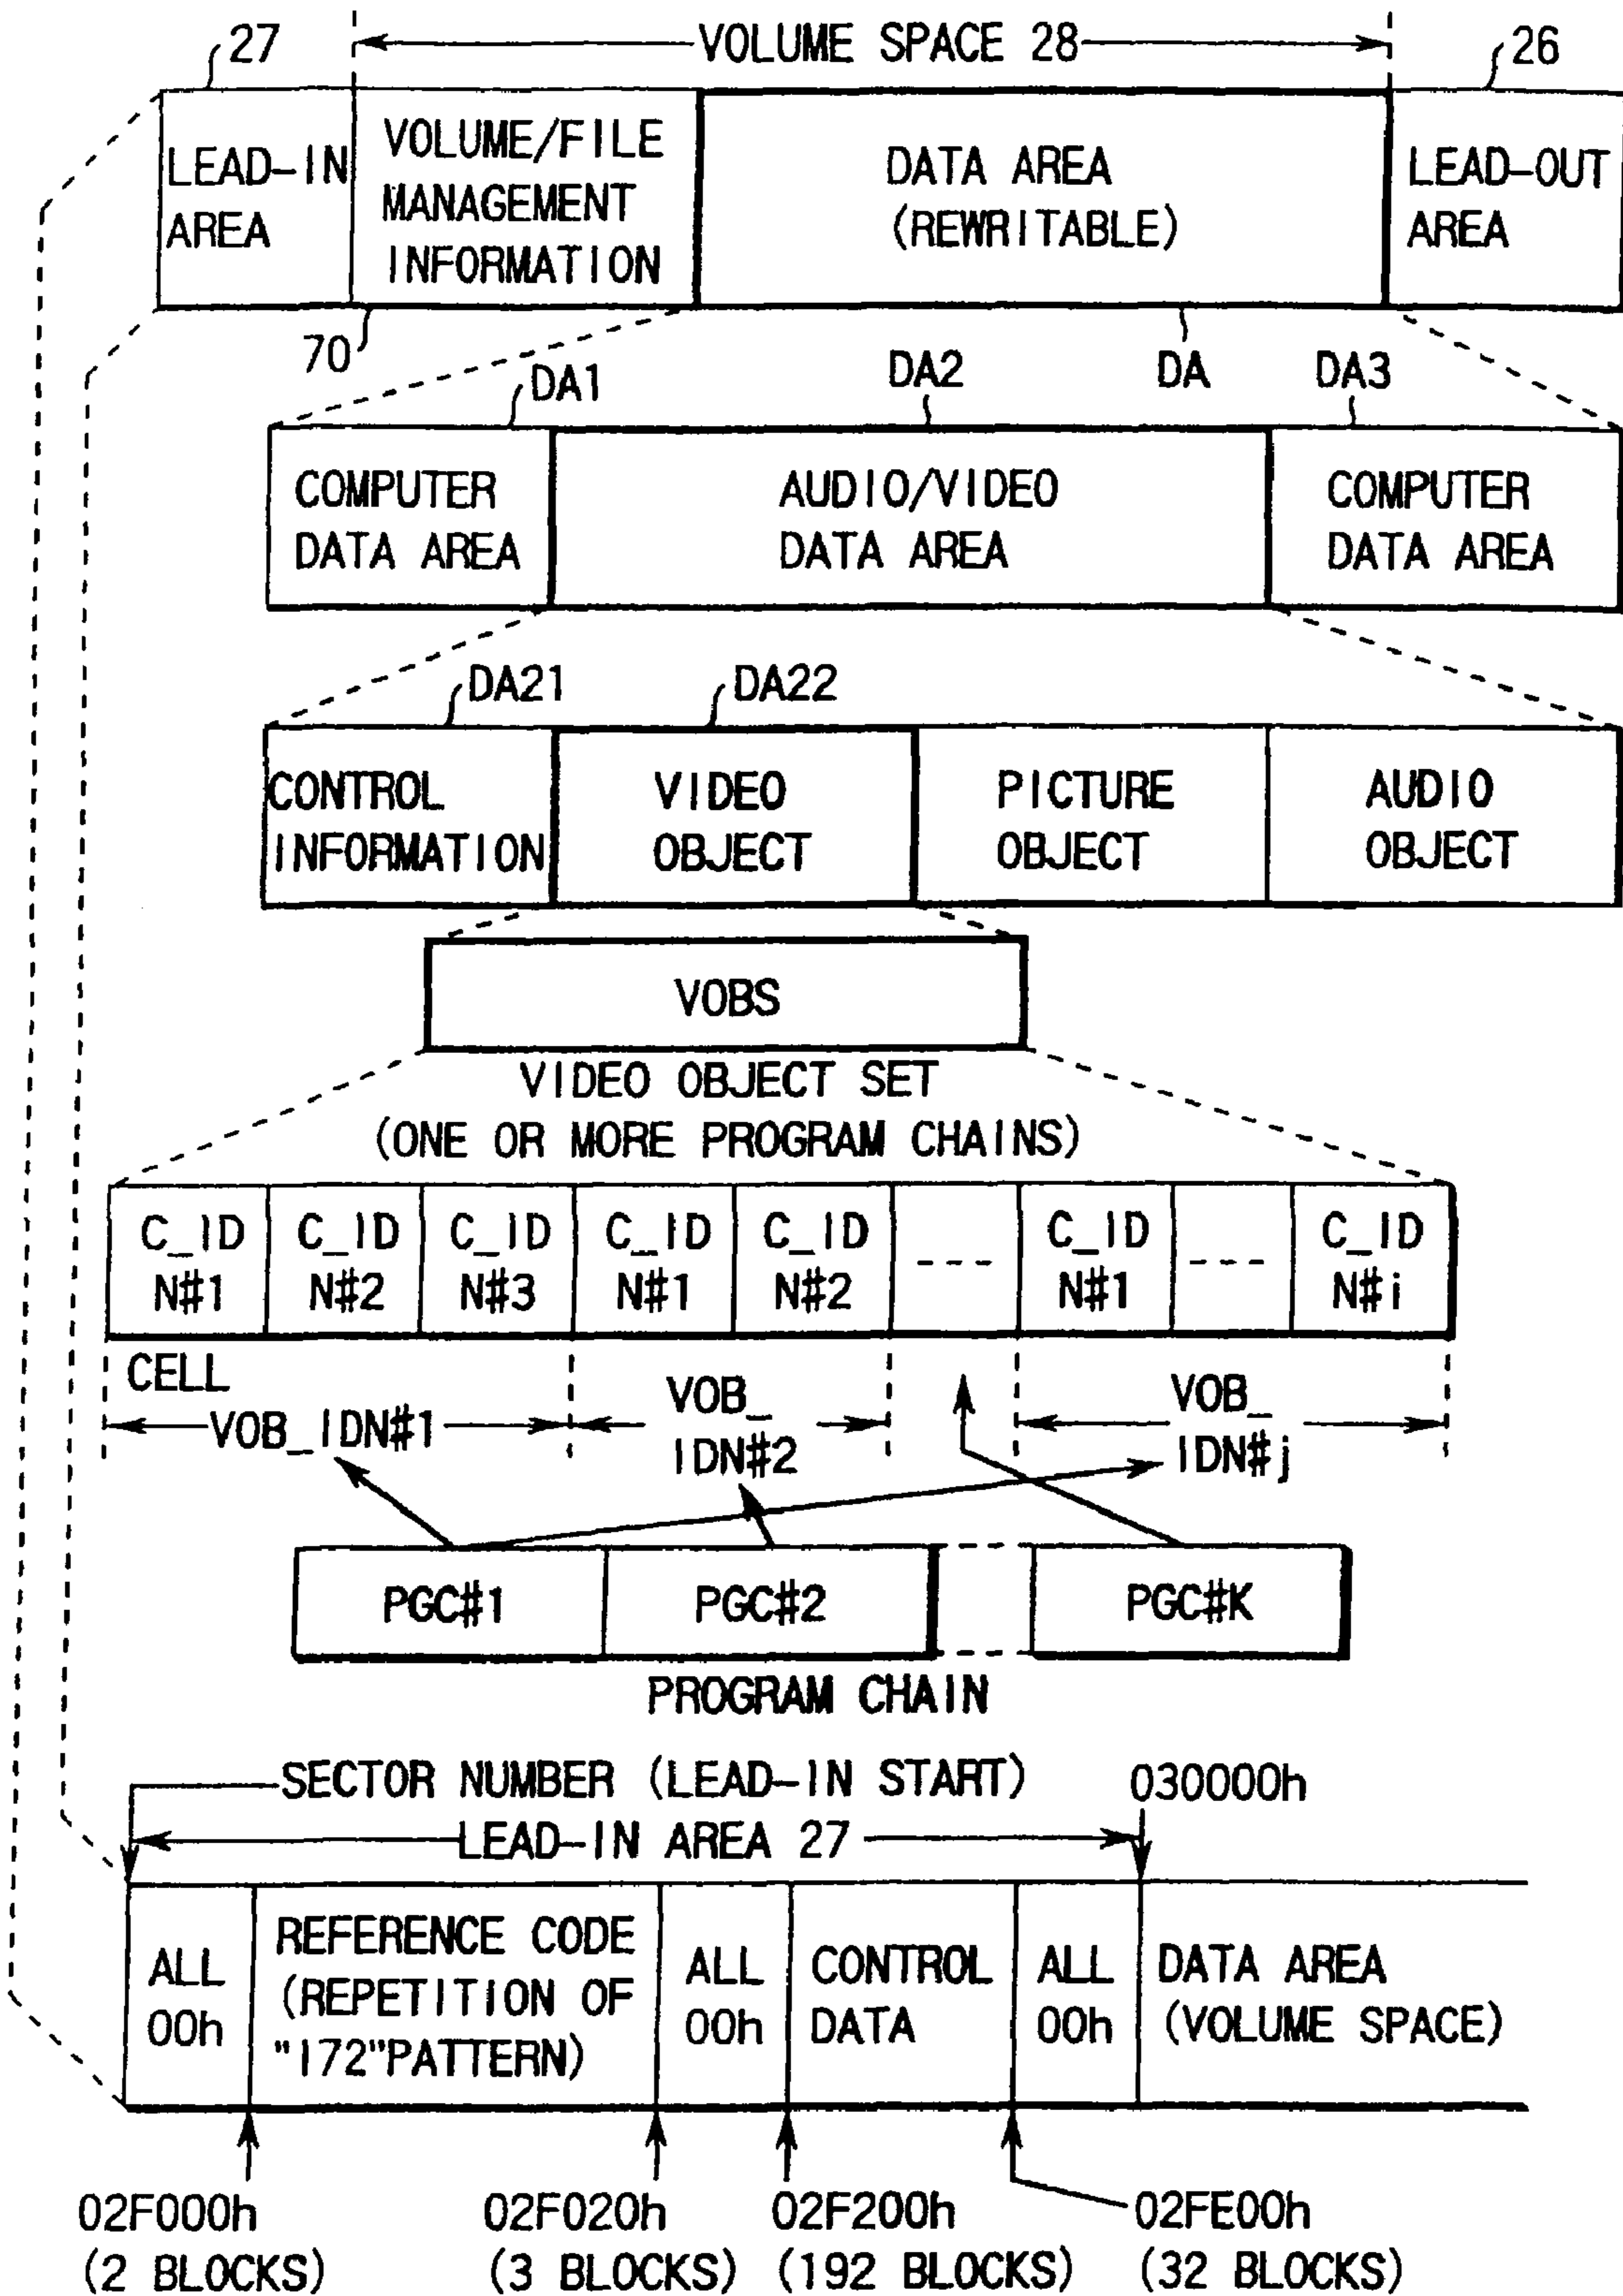 27
VOLUME SPACE 28
26
LEAD-IN
AREA
VOLUME/FILE
MANAGEMENT
INFORMATION
DATA AREA
(REWRITABLE)
LEAD-OUT
AREA
70
DA1
DA2
DA
DA3
COMPUTER
DATA AREA
AUDIO/VIDEO
DATA AREA
COMPUTER
DATA AREA
DA21
DA22
CONTROL
INFORMATION
VIDEO
OBJECT
PICTURE
OBJECT
AUDIO
OBJECT
VOBS
VIDEO OBJECT SET
(ONE OR MORE PROGRAM CHAINS)
C_ID
N#1
C_ID
N#2
C_ID
N#3
C_ID
N#1
C_ID
N#2
----
C_ID
N#1
----
C_ID
N#i
CELL
VOB_IDN#1
VOB_
IDN#2
VOB_
IDN#j
PGC#1
PGC#2
PGC#K
PROGRAM CHAIN
SECTOR NUMBER (LEAD-IN START)
030000h
LEAD-IN AREA 27
ALL
00h
REFERENCE CODE
(REPETITION OF
"172"PATTERN)
ALL
00h
CONTROL
DATA
ALL
00h
DATA AREA
(VOLUME SPACE)
02F000h
(2 BLOCKS)
02F020h
(3 BLOCKS)
02F200h
(192 BLOCKS)
02FE00h
(32 BLOCKS)